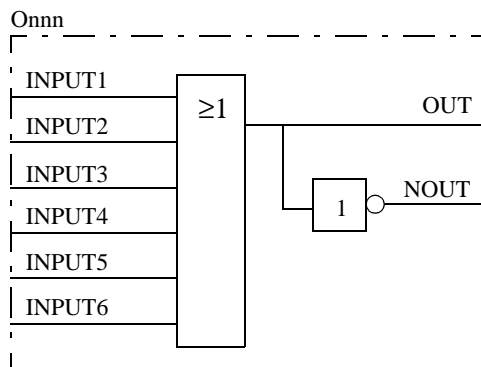 Onnn
INPUT1
INPUT2
INPUT3
INPUT4
INPUT5
INPUT6
≥1
OUT
1
NOUT